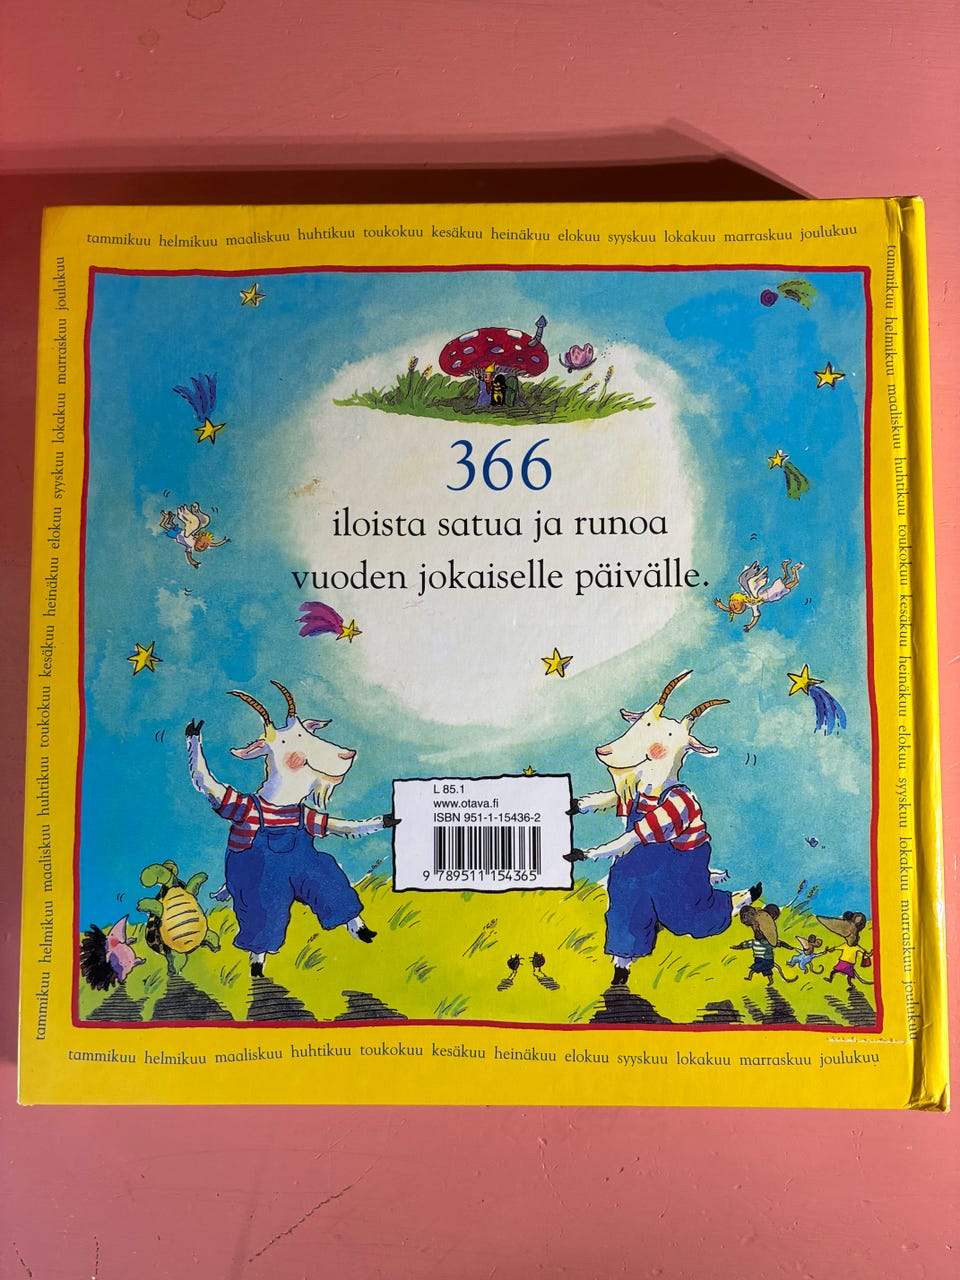 tammikuu helmikuu maaliskuu huhtikuu toukokuu kesäkuu heinäkuu elokuu syyskuu lokakuu marraskuu joulukuu
tammikuu helmikuu maaliskuu huhtikuu toukokuu kesäkuu heinäkuu elokuu syyskuu lokakuu marraskuu joulukuu
366
iloista satua ja runoa
vuoden jokaiselle päivälle.
L 85.1
www.otava.fi
ISBN 951-1-15436-2
9 789511 154365
tammikuu helmikuu maaliskuu huhtikuu toukokuu kesäkuu heinäkuu elokuu syyskuu lokakuu marraskuu joulukuu
tammikuu helmikuu maaliskuu huhtikuu toukokuu kesäkuu heinäkuu elokuu syyskuu lokakuu marraskuu joulukuu